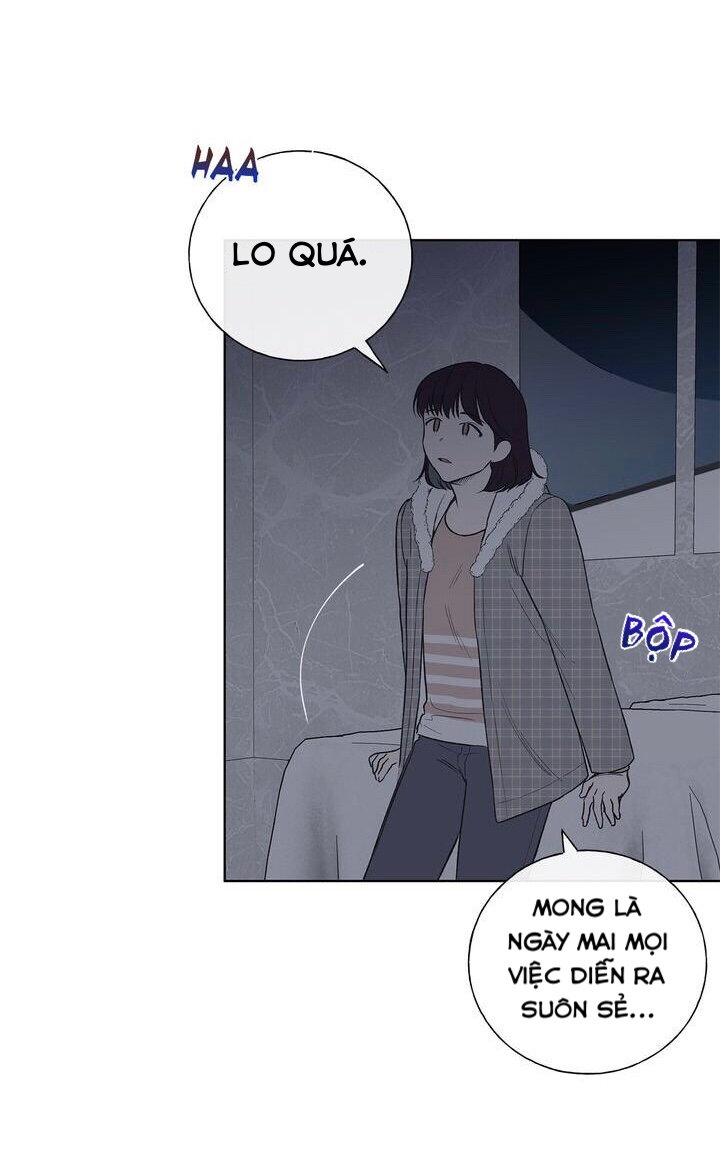 HAA
LO QUÁ.
BỘP
MONG LÀ
NGÀY MAI MỌI
VIỆC DIỄN RA
SUÔN SẺ...